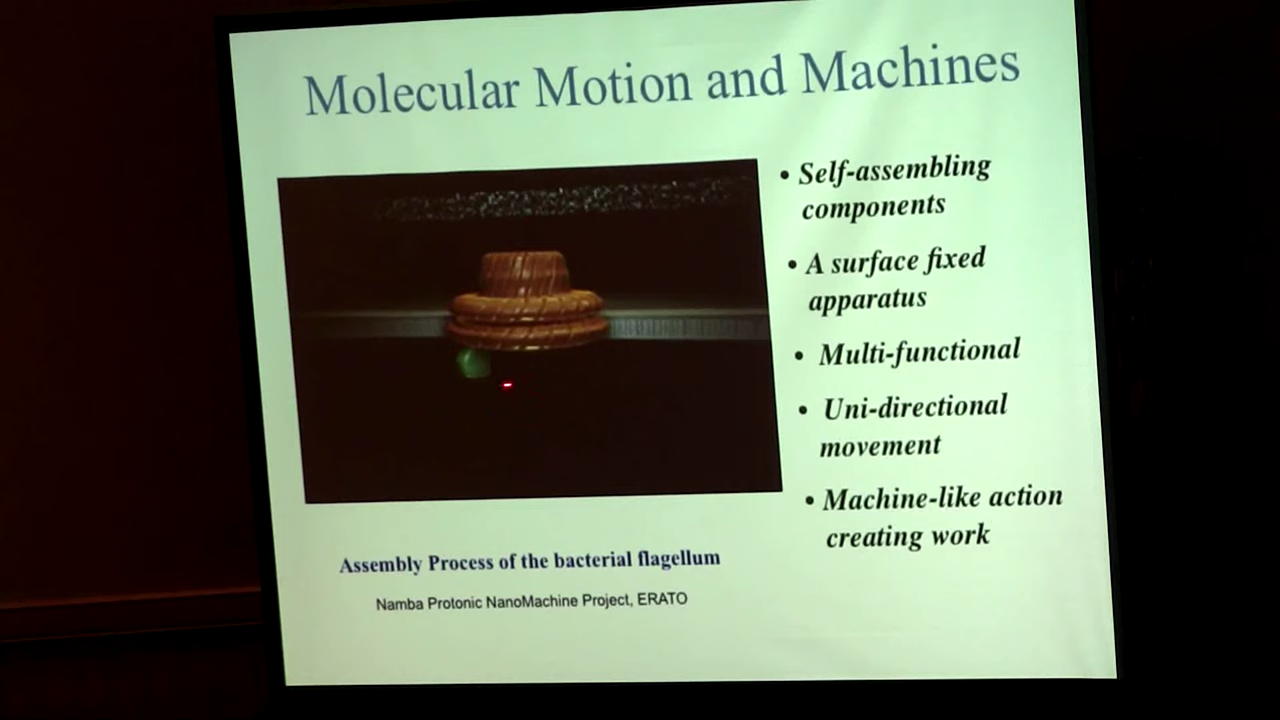 Molecular Motion and Machines
• Self-assembling
components
• A surface fixed
apparatus
• Multi-functional
• Uni-directional
movement
• Machine-like action
creating work
Assembly Process of the bacterial flagellum
Namba Protonic NanoMachine Project, ERATO